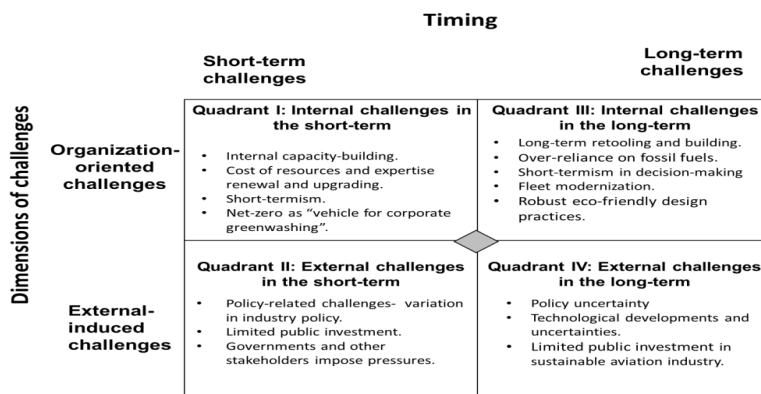 Timing
Short-term
challenges
Long-term
challenges
Dimensions of challenges
Organization-
oriented
challenges
Quadrant I: Internal challenges in
the short-term
• Internal capacity-building.
• Cost of resources and expertise
renewal and upgrading.
• Short-termism.
• Net-zero as “vehicle for corporate
greenwashing”.
Quadrant III: Internal challenges
in the long-term
• Long-term retooling and building.
• Over-reliance on fossil fuels.
• Short-termism in decision-making
• Fleet modernization.
• Robust eco-friendly design
practices.
External-
induced
challenges
Quadrant II: External challenges in
the short-term
• Policy-related challenges- variation
in industry policy.
• Limited public investment.
• Governments and other
stakeholders impose pressures.
Quadrant IV: External challenges
in the long-term
• Policy uncertainty
• Technological developments and
uncertainties.
• Limited public investment in
sustainable aviation industry.